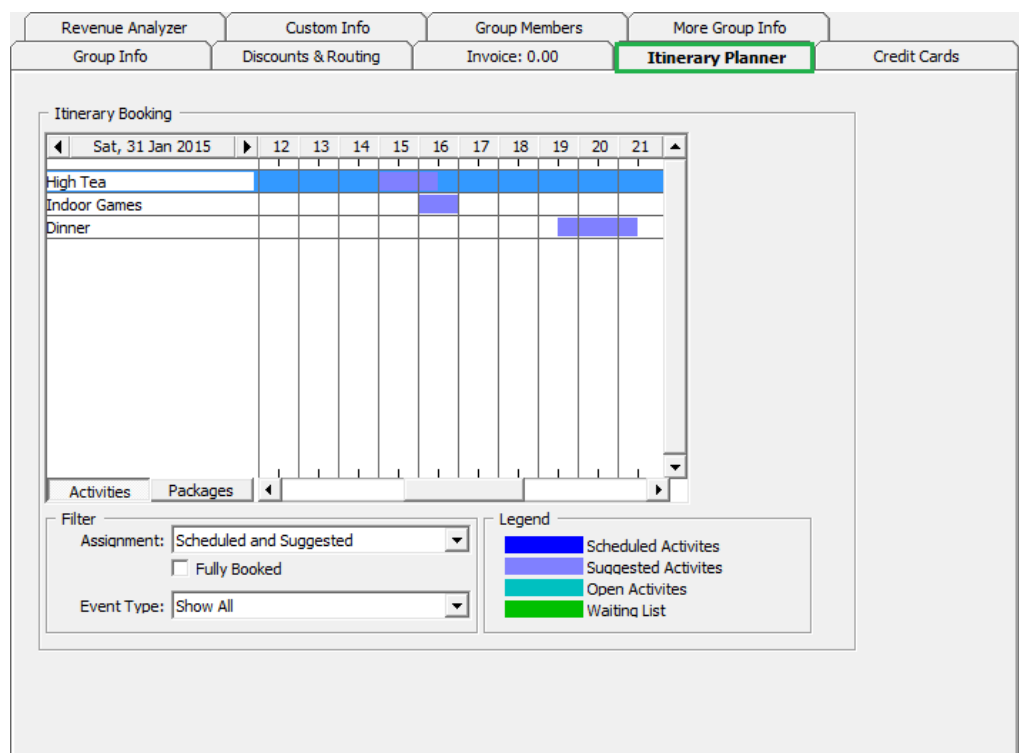 Revenue Analyzer Custom Info Group Members More Group Info
Group Info Discounts & Routing Invoice: 0.00 Itinerary Planner Credit Cards
Itinerary Booking
Sat, 31 Jan 2015 12 13 14 15 16 17 18 19 20 21
High Tea
Indoor Games
Dinner
Activities Packages
Filter
Assignment: Scheduled and Suggested
Fully Booked
Event Type: Show All
Legend
Scheduled Activites
Suggested Activites
Open Activites
Waiting List